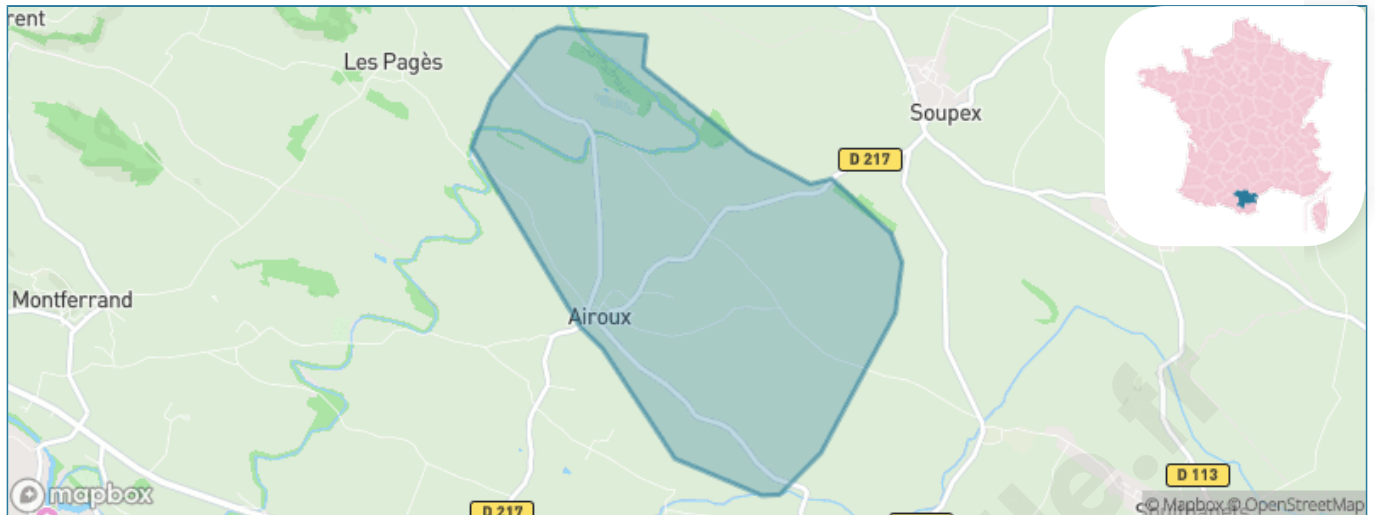 rent
Les Pagès
Soupex
D 217
Montferrand
Airoux
D 113
mapbox
D 217
© Mapbox © OpenStreetMap